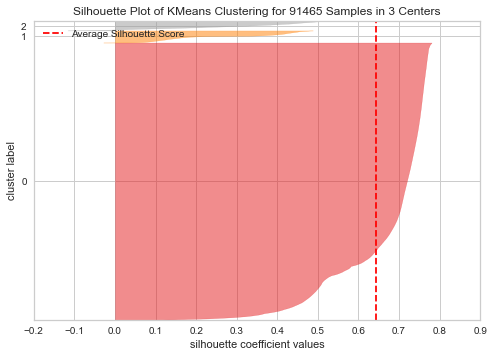 Silhouette Plot of KMeans Clustering for 91465 Samples in 3 Centers
2
1
Average Silhouette Score
cluster label
0
-0.2 -0.1 0.0 0.1 0.2 0.3 0.4 0.5 0.6 0.7 0.8 0.9
silhouette coefficient values